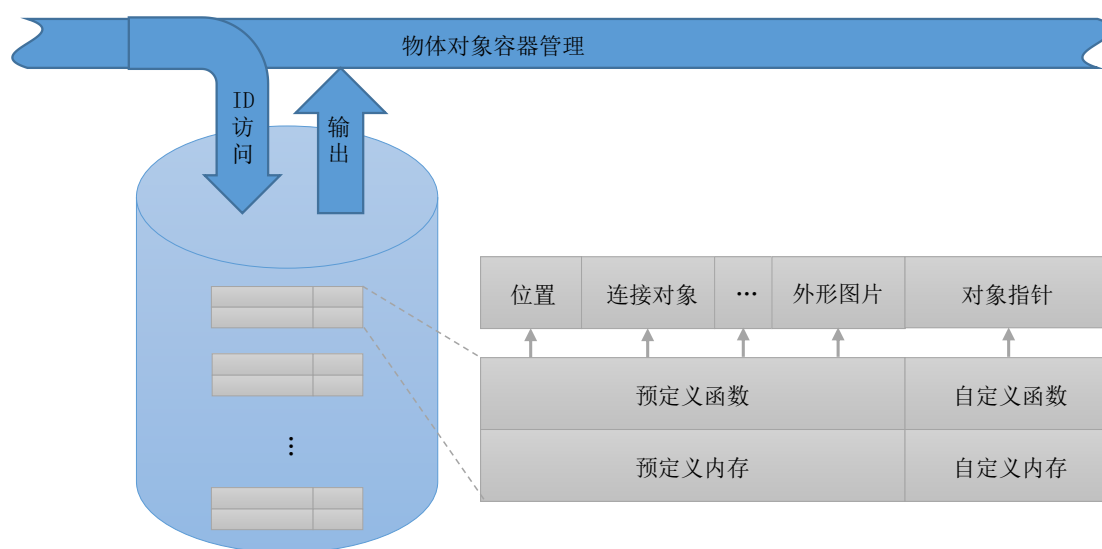 物体对象容器管理
ID
访
问
输
出
位置 连接对象 … 外形图片 对象指针
预定义函数 自定义函数
预定义内存 自定义内存
⋮